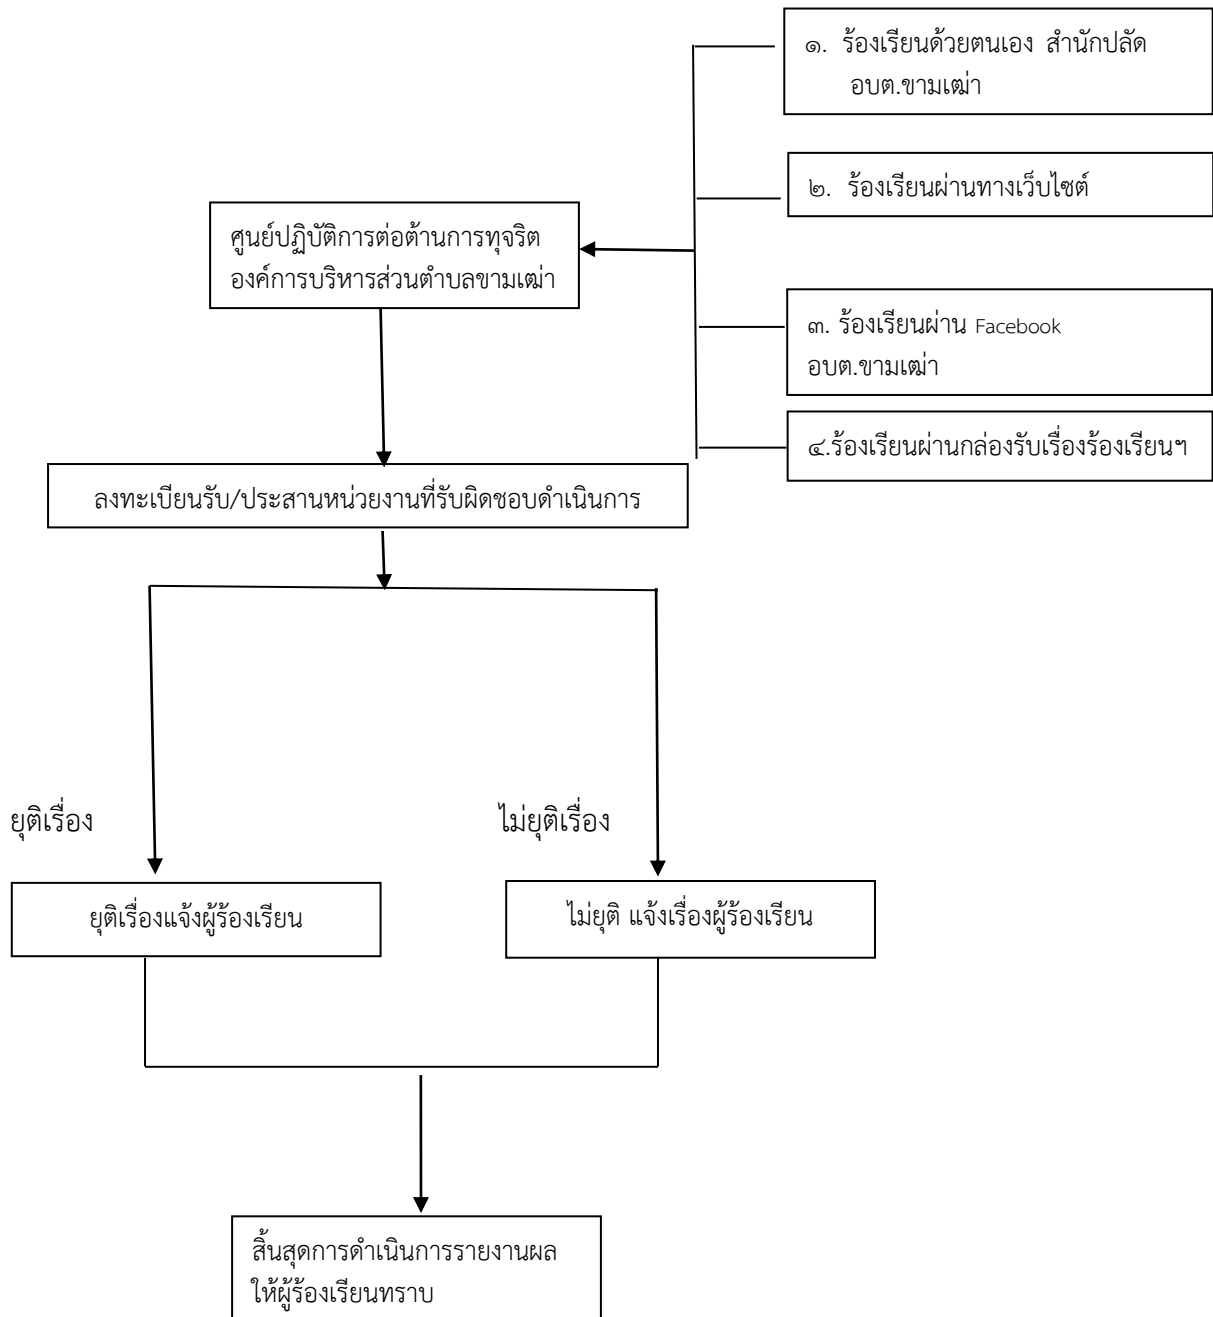 ๑. ร้องเรียนด้วยตนเอง สำนักปลัด
อบต.ขามเฒ่า
๒. ร้องเรียนผ่านทางเว็บไซต์
ศูนย์ปฏิบัติการต่อต้านการทุจริต
องค์การบริหารส่วนตำบลขามเฒ่า
๓. ร้องเรียนผ่าน Facebook
อบต.ขามเฒ่า
๔.ร้องเรียนผ่านกล่องรับเรื่องร้องเรียนฯ
ลงทะเบียนรับ/ประสานหน่วยงานที่รับผิดชอบดำเนินการ
ยุติเรื่อง
ไม่ยุติเรื่อง
ยุติเรื่องแจ้งผู้ร้องเรียน
ไม่ยุติ แจ้งเรื่องผู้ร้องเรียน
สิ้นสุดการดำเนินการรายงานผล
ให้ผู้ร้องเรียนทราบ